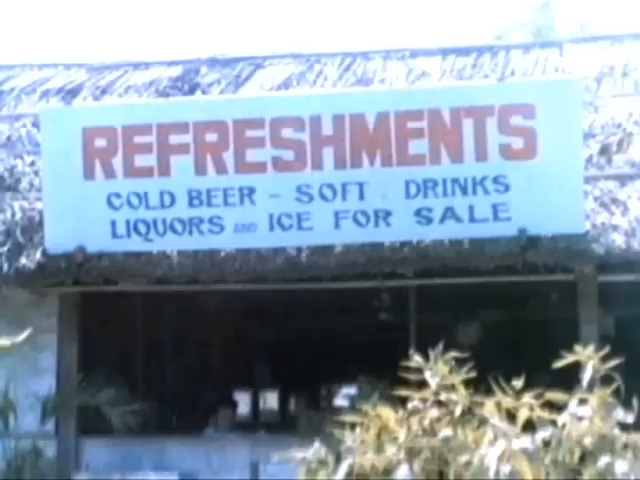 REFRESHMENTS
COLD BEER - SOFT DRINKS
LIQUORS AND ICE FOR SALE